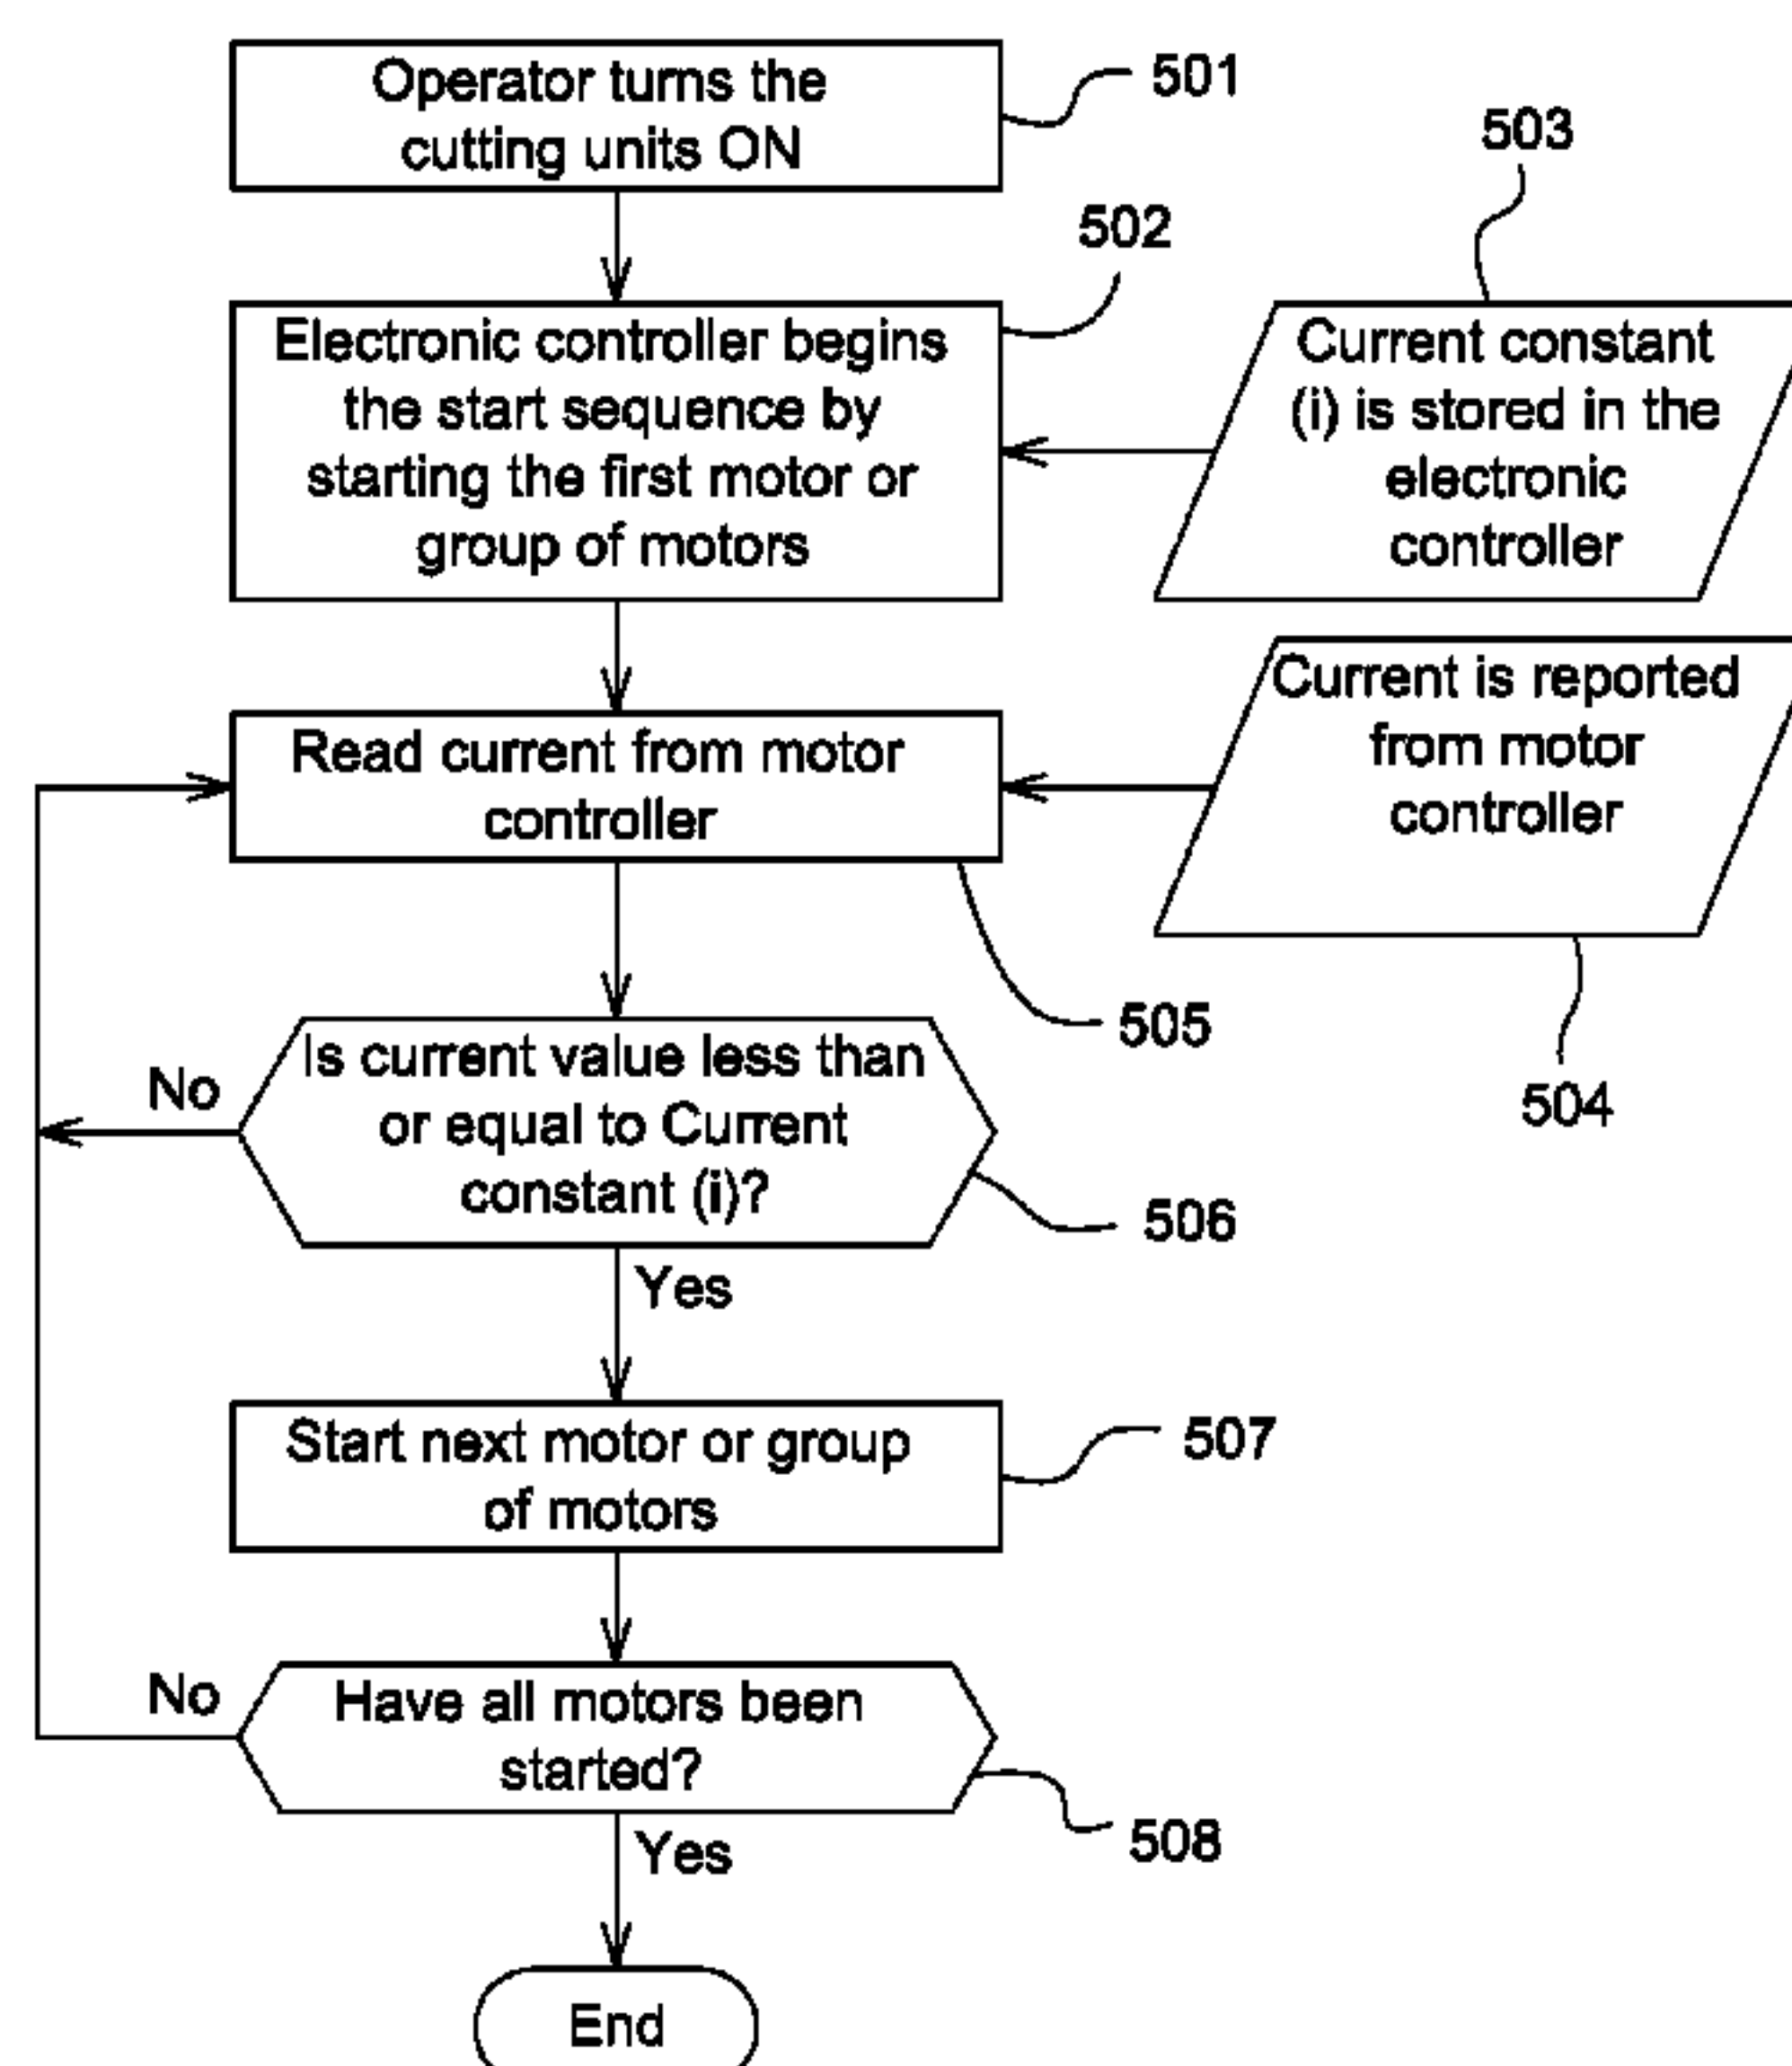 Operator turns the
cutting units ON
501
503
502
Electronic controller begins
the start sequence by
starting the first motor or
group of motors
Current constant
(i) is stored in the
electronic
controller
Current is reported
from motor
controller
Read current from motor
controller
505
504
Is current value less than
or equal to Current
constant (i)?
No
506
Yes
Start next motor or group
of motors
507
No
Have all motors been
started?
508
Yes
End